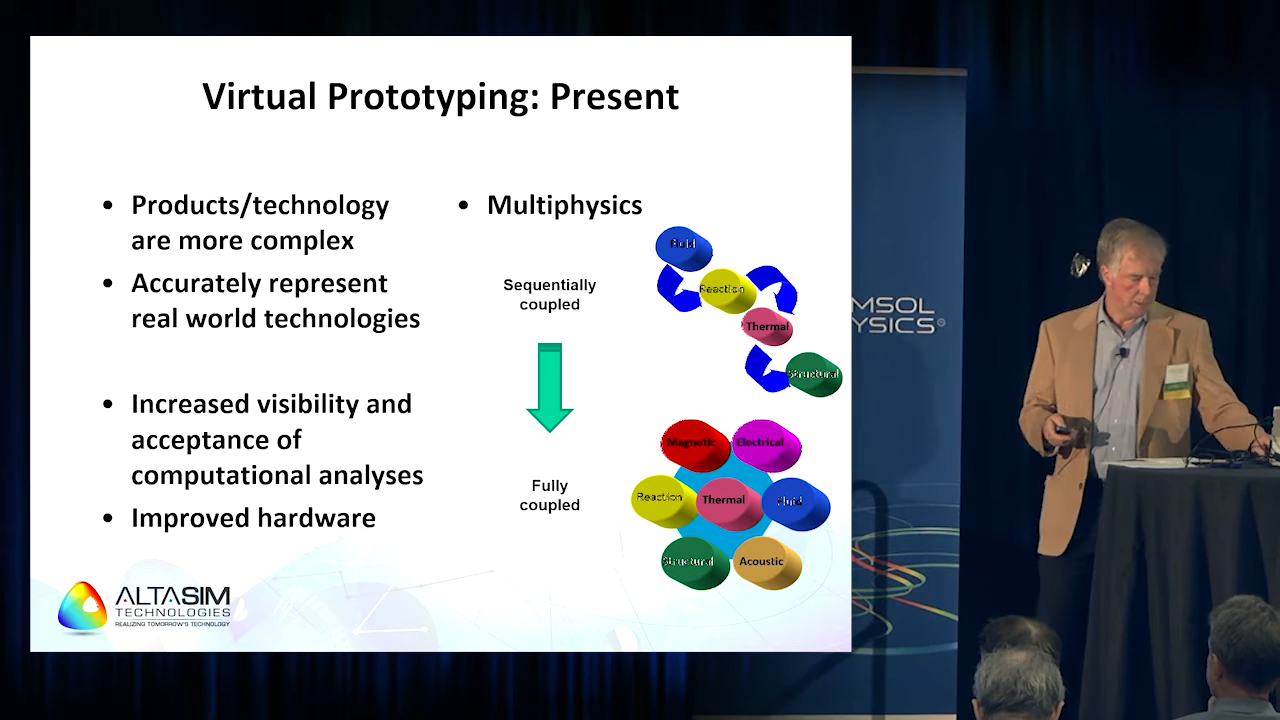 Virtual Prototyping: Present
• Products/technology
are more complex
• Accurately represent
real world technologies
• Increased visibility and
acceptance of
computational analyses
• Improved hardware
• Multiphysics
Sequentially
coupled
Fluid
Reaction
Thermal
Structural
Fully
coupled
Magnetic
Electrical
Reaction
Thermal
Fluid
Structural
Acoustic
ALTASIM
TECHNOLOGIES
REALIZING TOMORROW'S TECHNOLOGY
MSOL
YSICS®